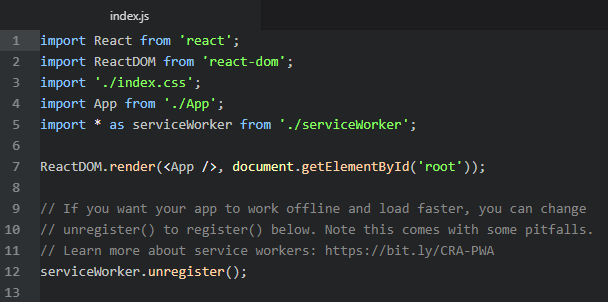 index.js
1 import React from 'react';
2 import ReactDOM from 'react-dom';
3 import './index.css';
4 import App from './App';
5 import * as serviceWorker from './serviceWorker';
6
7 ReactDOM.render(<App />, document.getElementById('root'));
8
9 // If you want your app to work offline and load faster, you can change
10 // unregister() to register() below. Note this comes with some pitfalls.
11 // Learn more about service workers: https://bit.ly/CRA-PWA
12 serviceWorker.unregister();
13